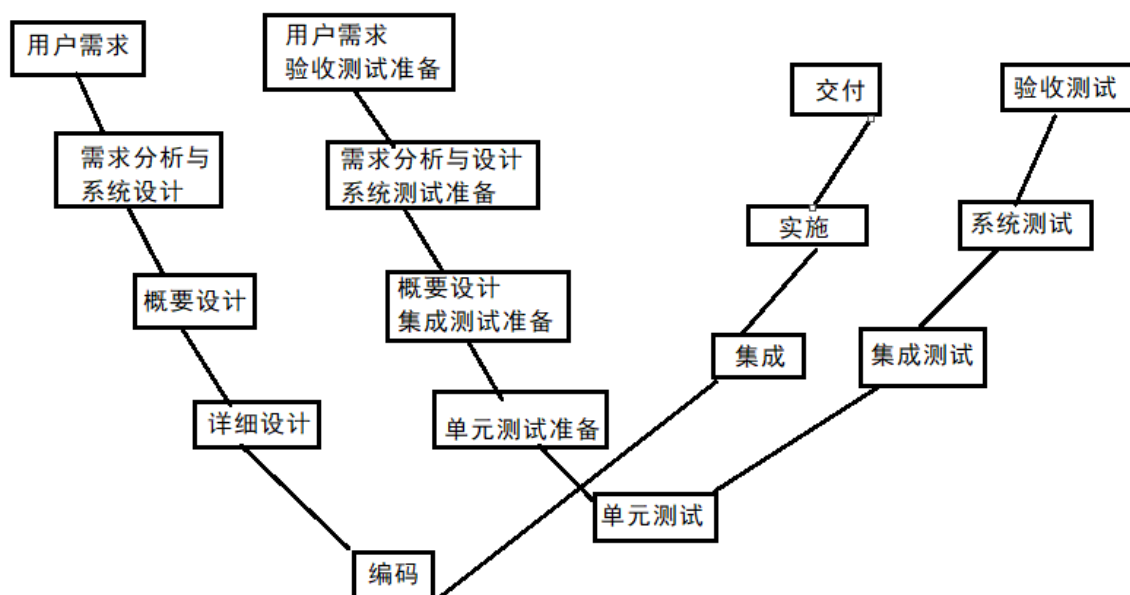 用户需求
用户需求
验收测试准备
交付
验收测试
需求分析与
系统设计
需求分析与设计
系统测试准备
实施
系统测试
概要设计
概要设计
集成测试准备
集成
集成测试
详细设计
单元测试准备
单元测试
编码